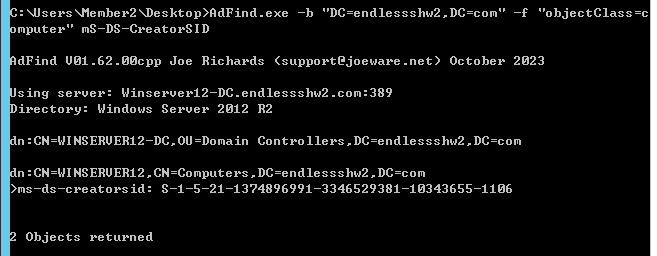 C:\Users\Member2\Desktop>AdFind.exe -b "DC=endlessshw2,DC=com" -f "objectClass=c
omputer" mS-DS-CreatorSID
AdFind V01.62.00cpp Joe Richards (support@joeware.net) October 2023
Using server: Winserver12-DC.endlessshw2.com:389
Directory: Windows Server 2012 R2
dn:CN=WINSERVER12-DC,OU=Domain Controllers,DC=endlessshw2,DC=com
dn:CN=WINSERVER12,CN=Computers,DC=endlessshw2,DC=com
>ms-ds-creatorsid: S-1-5-21-1374896991-3346529381-10343655-1106
2 Objects returned